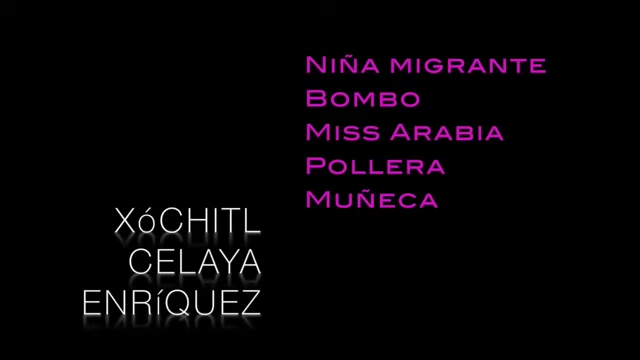 Niña migrante
Bombo
Miss Arabia
Pollera
Muñeca
XóCHITL
CELAYA
ENRíQUEZ